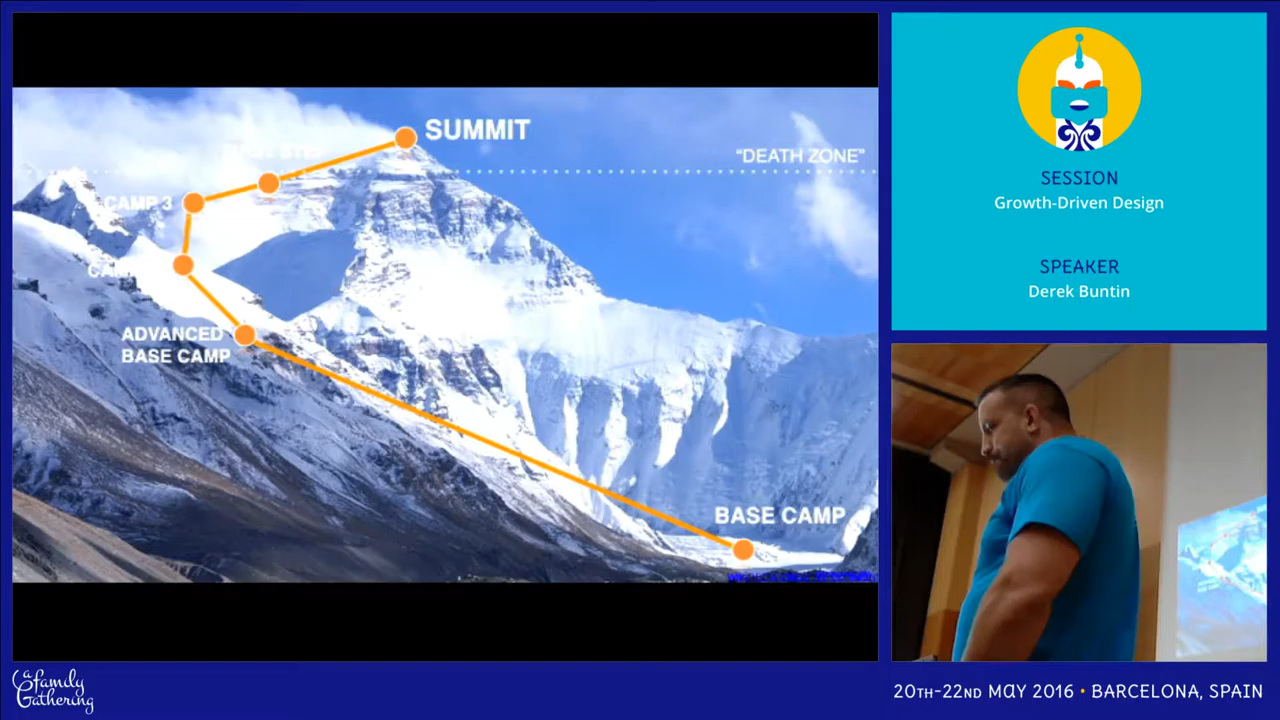 SUMMIT
"DEATH ZONE"
CAMP 3
ADVANCED
BASE CAMP
BASE CAMP
SESSION
Growth-Driven Design
SPEAKER
Derek Buntin
a family
Gathering
20TH-22ND MAY 2016 • BARCELONA, SPAIN